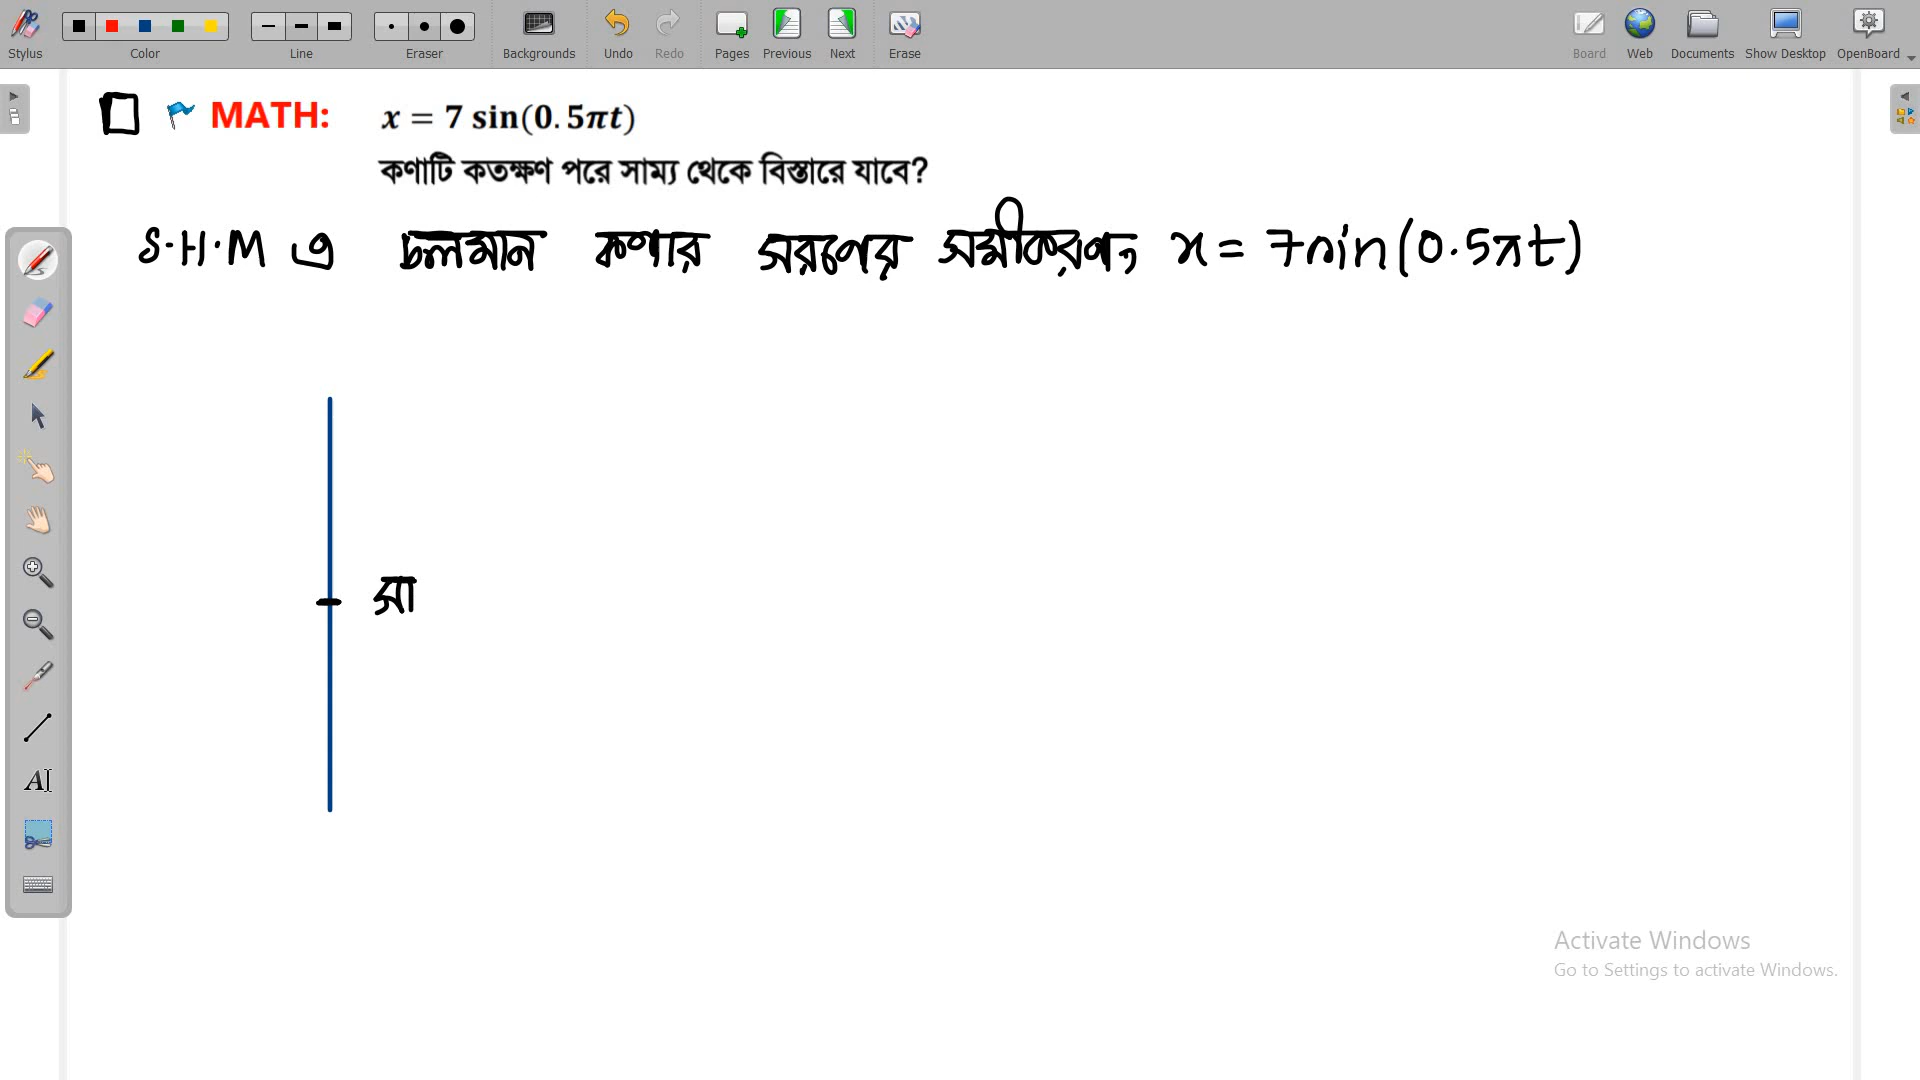 Stylus Color Line Eraser Backgrounds Undo Redo Pages Previous Next Erase Board Web Documents Show Desktop OpenBoard
MATH: x = 7 sin(0.5πt)
কণাটি কতক্ষণ পরে সাম্য থেকে বিস্তারে যাবে?
S.H.M এ চলমান কণার সরণের সমীকরণ, x = 7sin(0.5πt)
সা
Activate Windows
Go to Settings to activate Windows.